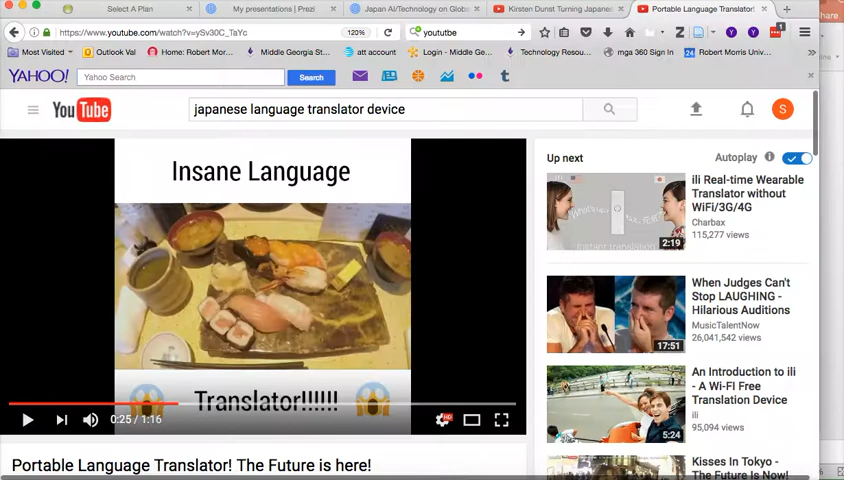 Select A Plan
My presentations | Prezi
Japan AI/Technology on Glob
Kirsten Dunst Turning Japane
Portable Language Translator!
Share
https://www.youtube.com/watch?v=ySv30C_TaYc
120%
yoututbe
Most Visited
Outlook Val
Home: Robert Mor...
Middle Georgia St...
att account
Login - Middle Ge...
Technology Resou...
mga 360 Sign In
24 Robert Morris Univ...
YAHOO!
Yahoo Search
Search
YouTube
japanese language translator device
S
Insane Language
Translator!!!!!!
0:25 / 1:16
HD
Portable Language Translator! The Future is here!
Up next
Autoplay
ili Real-time Wearable
Translator without
WiFi/3G/4G
Charbax
115,277 views
instant translation
2:19
When Judges Can't
Stop LAUGHING -
Hilarious Auditions
MusicTalentNow
26,041,542 views
17:51
An Introduction to ili
- A Wi-FI Free
Translation Device
ili
95,094 views
5:24
Kisses In Tokyo -
The Future Is Now!